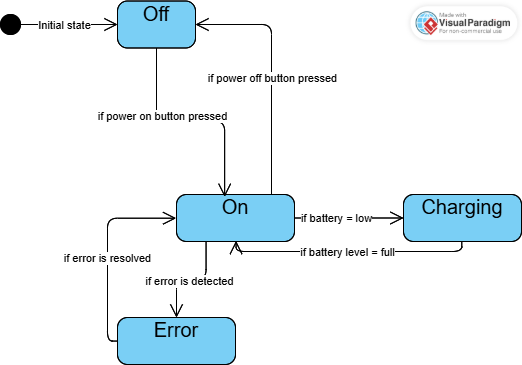 Off
Initial state
Made with
Visual Paradigm
For non-commercial use
if power off button pressed
if power on button pressed
On
Charging
if battery = low
if battery level = full
if error is resolved
if error is detected
Error